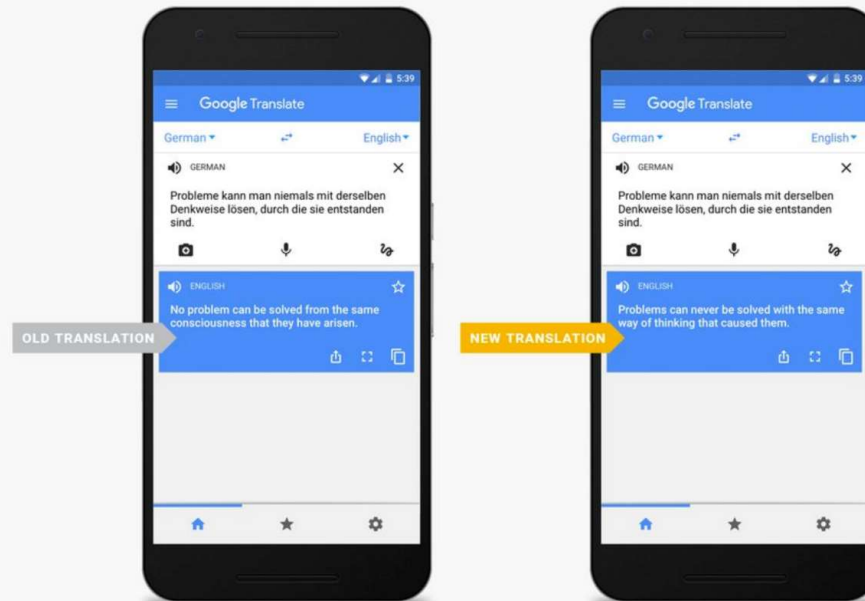 5:39
Google Translate
German
English
GERMAN
Probleme kann man niemals mit derselben
Denkweise lösen, durch die sie entstanden
sind.
ENGLISH
No problem can be solved from the same
consciousness that they have arisen.
OLD TRANSLATION
5:39
Google Translate
German
English
GERMAN
Probleme kann man niemals mit derselben
Denkweise lösen, durch die sie entstanden
sind.
ENGLISH
Problems can never be solved with the same
way of thinking that caused them.
NEW TRANSLATION